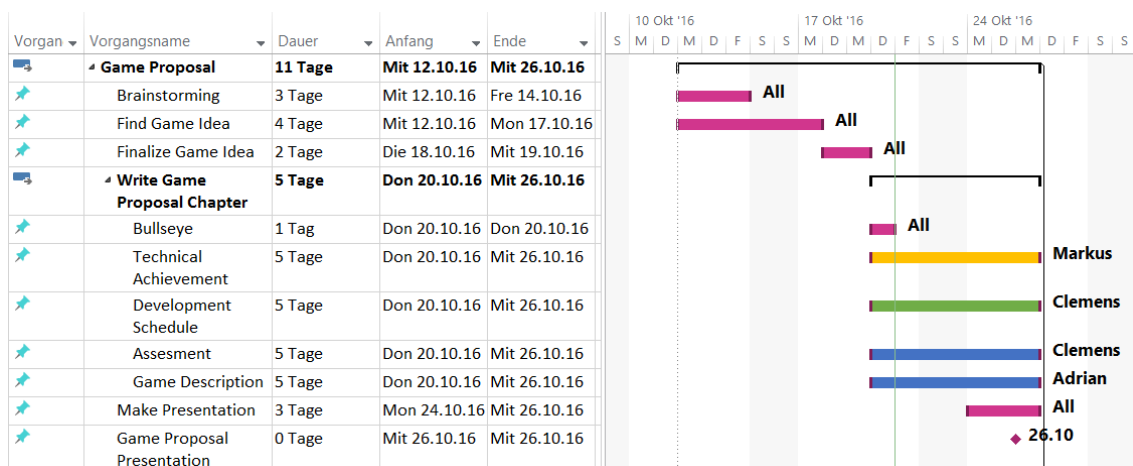 10 Okt '16 17 Okt '16 24 Okt '16
Vorgan Vorgangsname Dauer Anfang Ende S M D M D F S S M D M D F S S M D M D F S S
Game Proposal 11 Tage Mit 12.10.16 Mit 26.10.16
Brainstorming 3 Tage Mit 12.10.16 Fre 14.10.16 All
Find Game Idea 4 Tage Mit 12.10.16 Mon 17.10.16 All
Finalize Game Idea 2 Tage Die 18.10.16 Mit 19.10.16 All
Write Game 5 Tage Don 20.10.16 Mit 26.10.16
Proposal Chapter
Bullseye 1 Tag Don 20.10.16 Don 20.10.16 All
Technical 5 Tage Don 20.10.16 Mit 26.10.16 Markus
Achievement
Development 5 Tage Don 20.10.16 Mit 26.10.16 Clemens
Schedule
Assesment 5 Tage Don 20.10.16 Mit 26.10.16 Clemens
Game Description 5 Tage Don 20.10.16 Mit 26.10.16 Adrian
Make Presentation 3 Tage Mon 24.10.16 Mit 26.10.16 All
Game Proposal 0 Tage Mit 26.10.16 Mit 26.10.16 26.10
Presentation